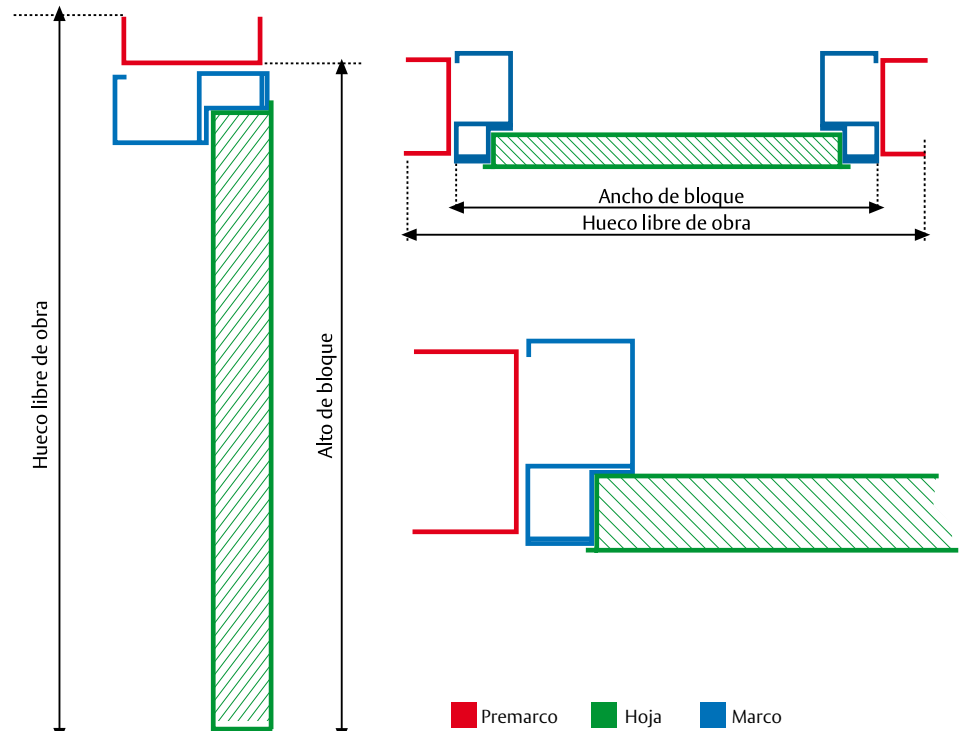 Hueco libre de obra
Alto de bloque
Ancho de bloque
Hueco libre de obra
Premarco
Hoja
Marco